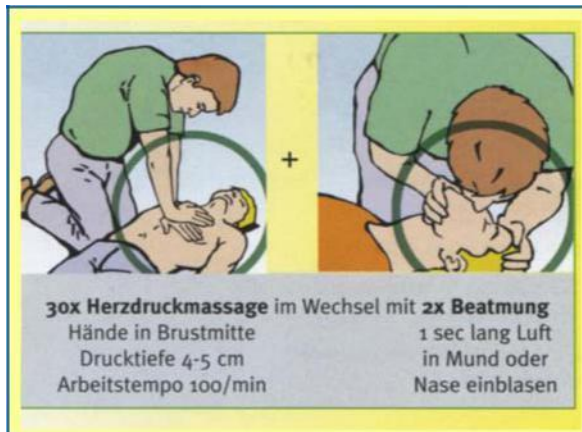 +
30x Herzdruckmassage im Wechsel mit 2x Beatmung
Hände in Brustmitte
Drucktiefe 4-5 cm
Arbeitstempo 100/min
1 sec lang Luft
in Mund oder
Nase einblasen